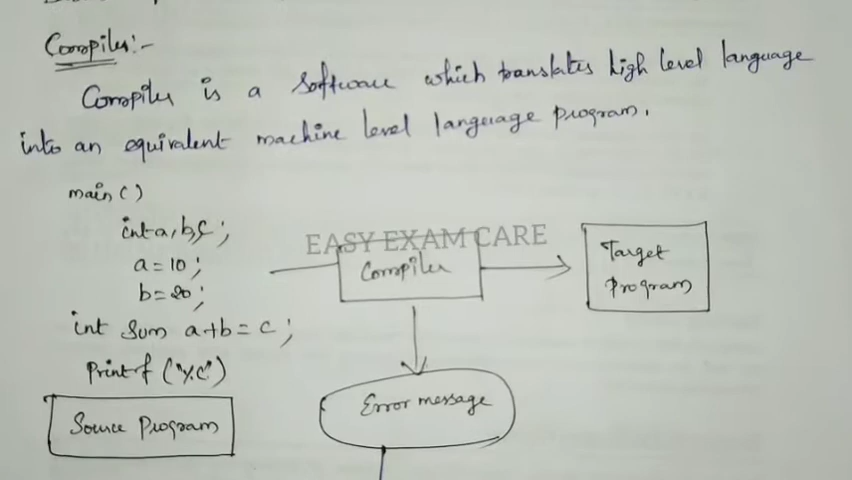 Compiler:-
Compiler is a software which translates high level language
into an equivalent machine level language program.
main()
int a,b,c;
a=10;
b=20;
int sum a+b=c;
printf ("%c")
Source Program
EASY EXAM CARE
Compiler
Target
Program
Error message